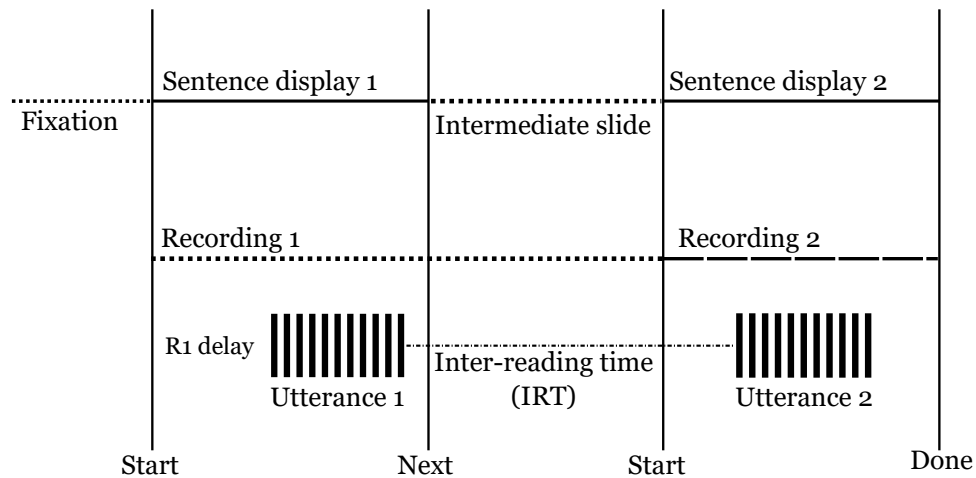 Sentence display 1
Sentence display 2
Fixation
Intermediate slide
Recording 1
Recording 2
R1 delay
Inter-reading time
(IRT)
Utterance 1
Utterance 2
Start
Next
Start
Done